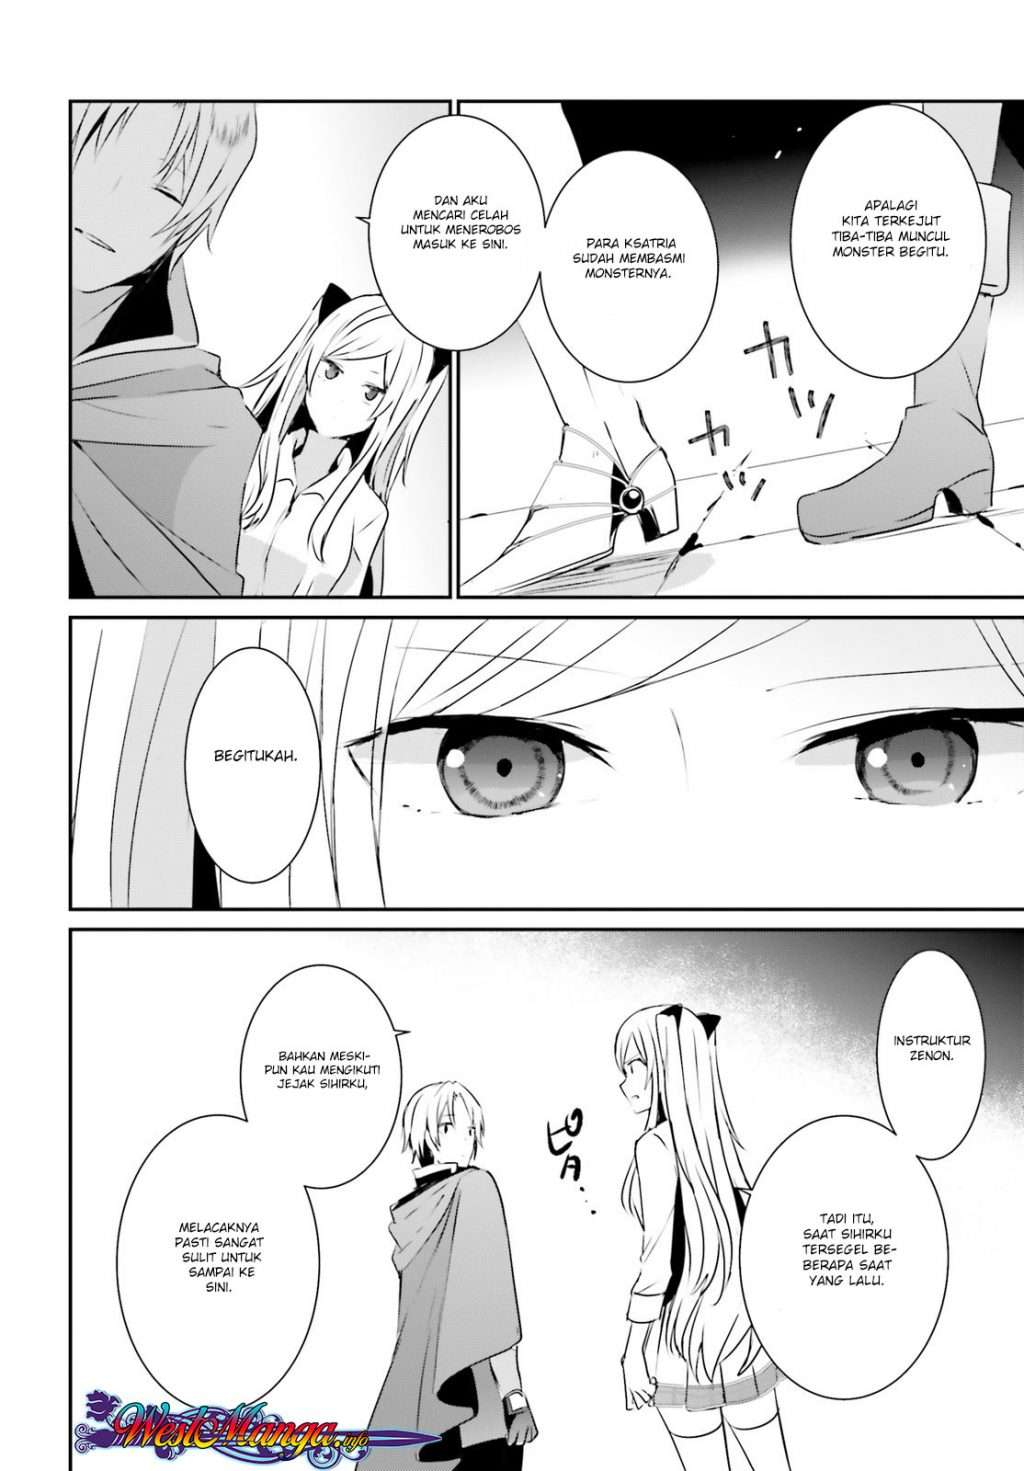 APALAGI
KITA TERKEJUT
TIBA-TIBA MUNCUL
MONSTER BEGITU.
PARA KSATRIA
SUDAH MEMBASMI
MONSTERNYA.
DAN AKU
MENCARI CELAH
UNTUK MENEROBOS
MASUK KE SINI.
カツ
カツ
BEGITUKAH.
INSTRUKTUR
ZENON.
TADI ITU,
SAAT SIHIRKU
TERSEGEL BE-
BERAPA SAAT
YANG LALU.
ピタ..
BAHKAN MESKI-
PUN KAU MENGIKUTI
JEJAK SIHIRKU,
MELACAKNYA
PASTI SANGAT
SULIT UNTUK
SAMPAI KE
SINI.
WestManga.info